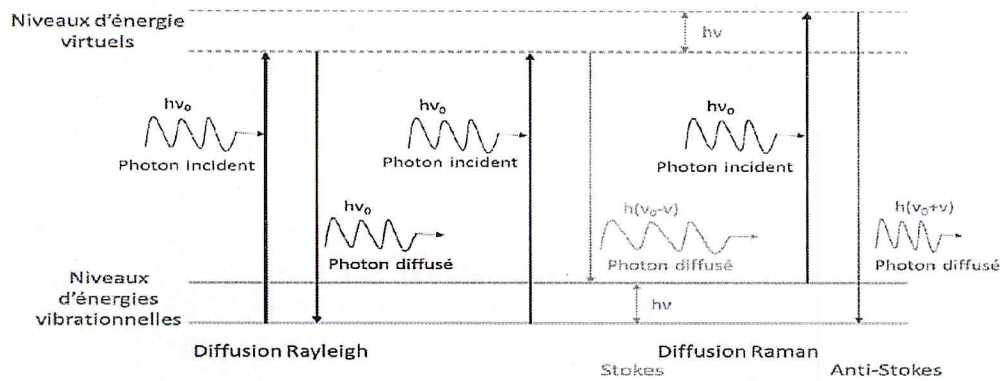 Niveaux d'énergie
virtuels
hν
hν₀
Photon incident
hν₀
Photon incident
hν₀
Photon incident
hν₀
Photon diffusé
h(ν₀-ν)
Photon diffusé
h(ν₀+ν)
Photon diffusé
Niveaux
d'énergies
vibrationnelles
hν
Diffusion Rayleigh
Diffusion Raman
Stokes
Anti-Stokes